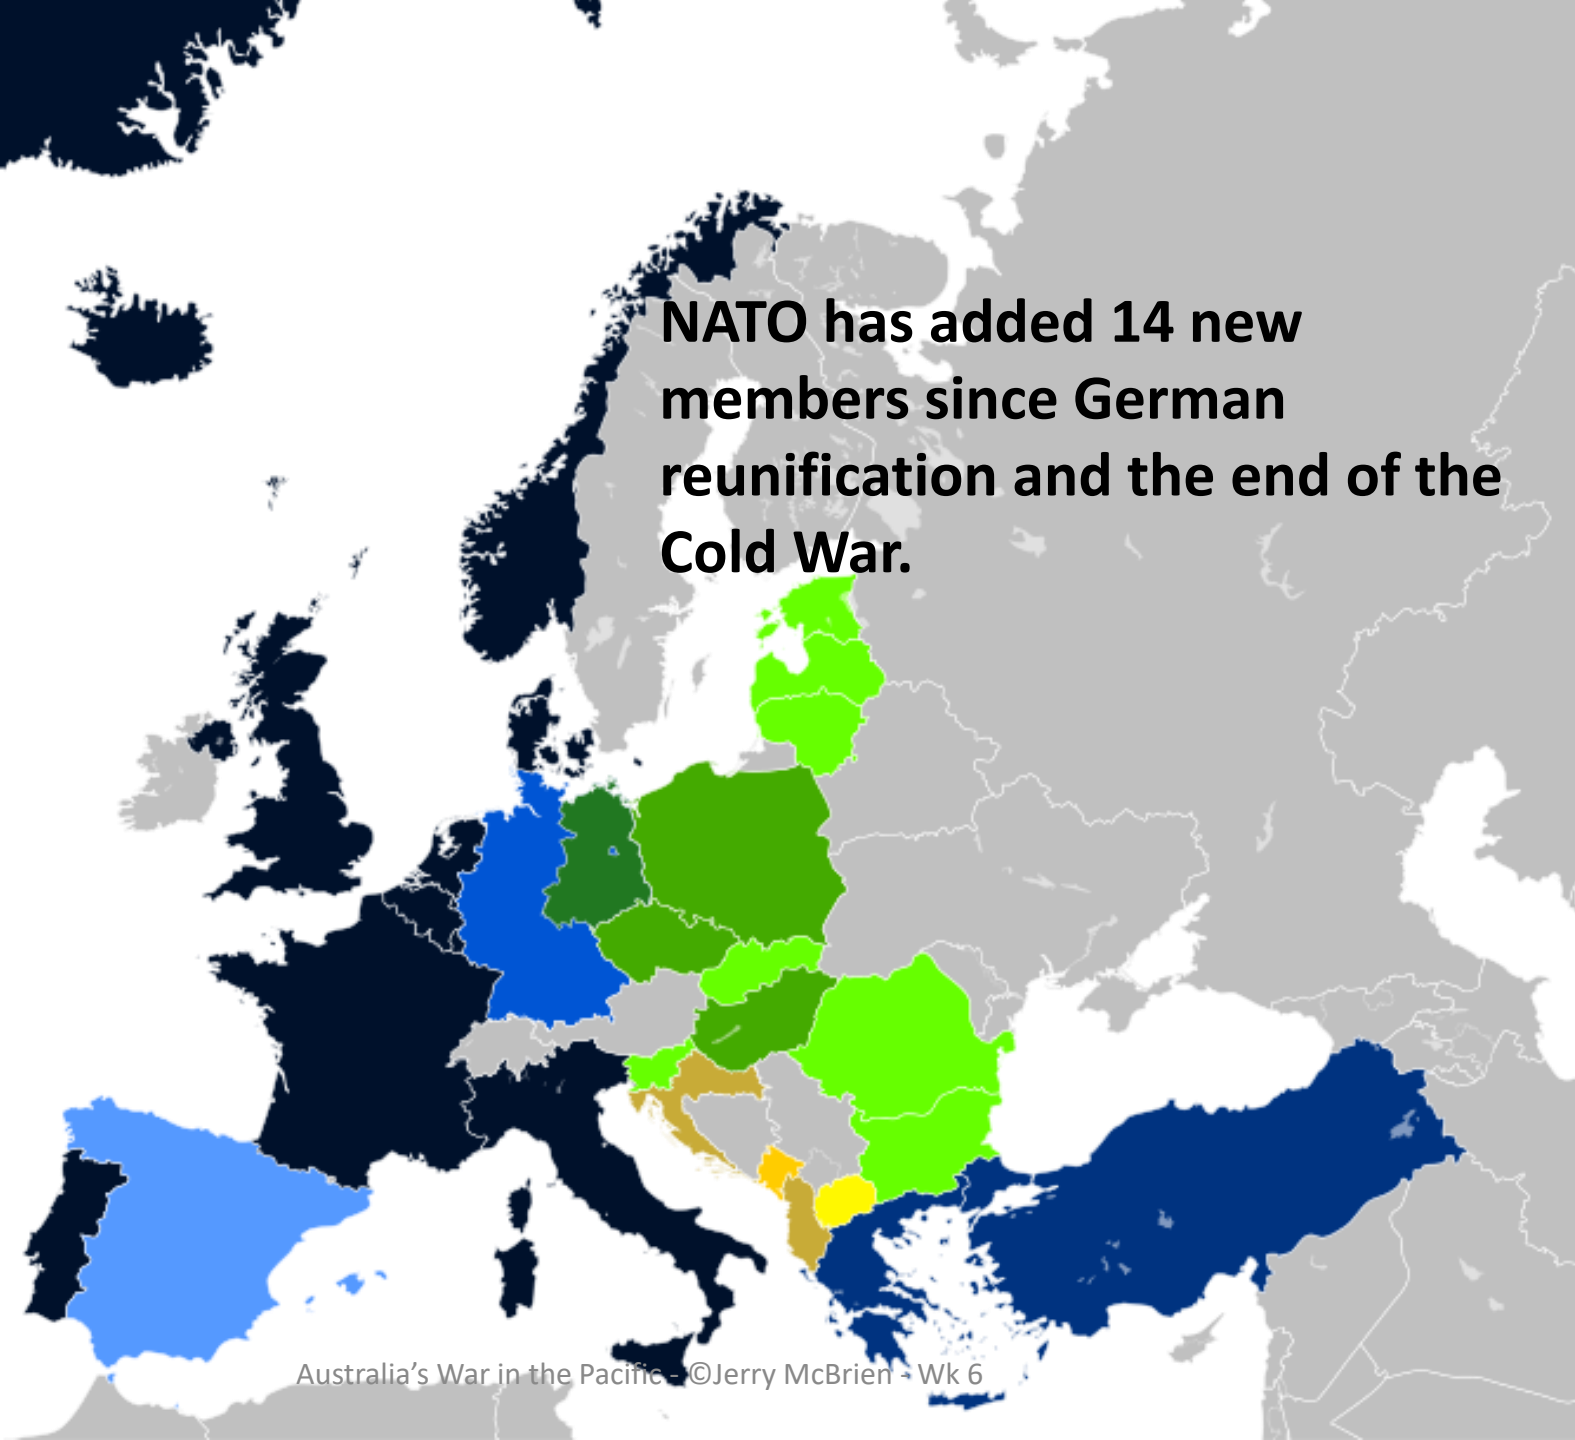 NATO has added 14 new
members since German
reunification and the end of the
Cold War.
Australia’s War in the Pacific - ©Jerry McBrien - Wk 6